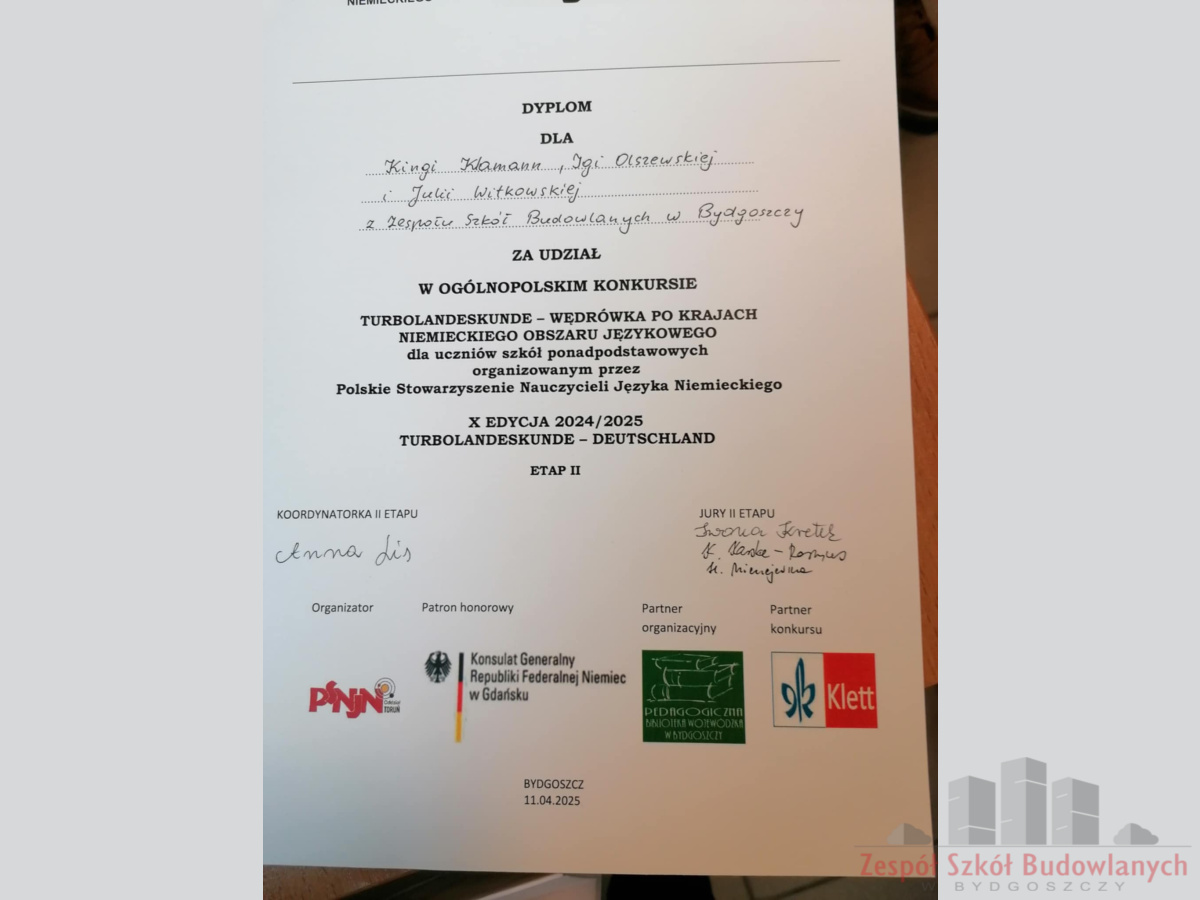 NIEMIECKIEGO
DYPLOM
DLA
Kingi Klamann, Igi Olszewskiej
i Julii Witkowskiej
z Zespołu Szkół Budowlanych w Bydgoszczy
ZA UDZIAŁ
W OGÓLNOPOLSKIM KONKURSIE
TURBOLANDESKUNDE – WĘDRÓWKA PO KRAJACH
NIEMIECKIEGO OBSZARU JĘZYKOWEGO
dla uczniów szkół ponadpodstawowych
organizowanym przez
Polskie Stowarzyszenie Nauczycieli Języka Niemieckiego
X EDYCJA 2024/2025
TURBOLANDESKUNDE – DEUTSCHLAND
ETAP II
KOORDYNATORKA II ETAPU
Anna Lis
JURY II ETAPU
Iwona
K.
Organizator
Patron honorowy
Partner
organizacyjny
Partner
konkursu
PSNJN
Oddział
TORUŃ
Konsulat Generalny
Republiki Federalnej Niemiec
w Gdańsku
PEDAGOGICZNA
BIBLIOTEKA WOJEWÓDZKA
W BYDGOSZCZY
Klett
BYDGOSZCZ
11.04.2025
Zespół Szkół Budowlanych
W BYDGOSZCZY